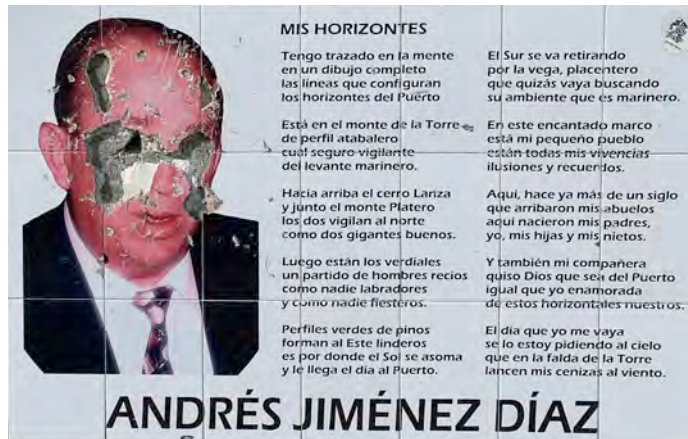 MIS HORIZONTES
Tengo trazado en la mente
en un dibujo completo
las líneas que configuran
los horizontes del Puerto
Está en el monte de la Torre
de perfil atabalero
cual seguro vigilante
del levante marinero.
Hacia arriba el cerro Lanza
y junto el monte Platero
los dos vigilan al norte
como dos gigantes buenos.
Luego están los verdiales
un partido de hombres recios
como nadie labradores
y como nadie fiesteros.
Perfiles verdes de pinos
forman al Este linderos
es por donde el Sol se asoma
y le llega el día al Puerto.
El Sur se va retirando
por la vega, placentero
que quizás vaya buscando
su ambiente que es marinero.
En este encantado marco
está mi pequeño pueblo
están todas mis vivencias
ilusiones y recuerdos.
Aquí, hace ya más de un siglo
que arribaron mis abuelos
aquí nacieron mis padres,
yo, mis hijas y mis nietos.
Y también mi compañera
quiso Dios que sea del Puerto
igual que yo enamorada
de estos horizontales nuestros.
El día que yo me vaya
se lo estoy pidiendo al cielo
que en la falda de la Torre
lancen mis cenizas al viento.
ANDRÉS JIMÉNEZ DÍAZ